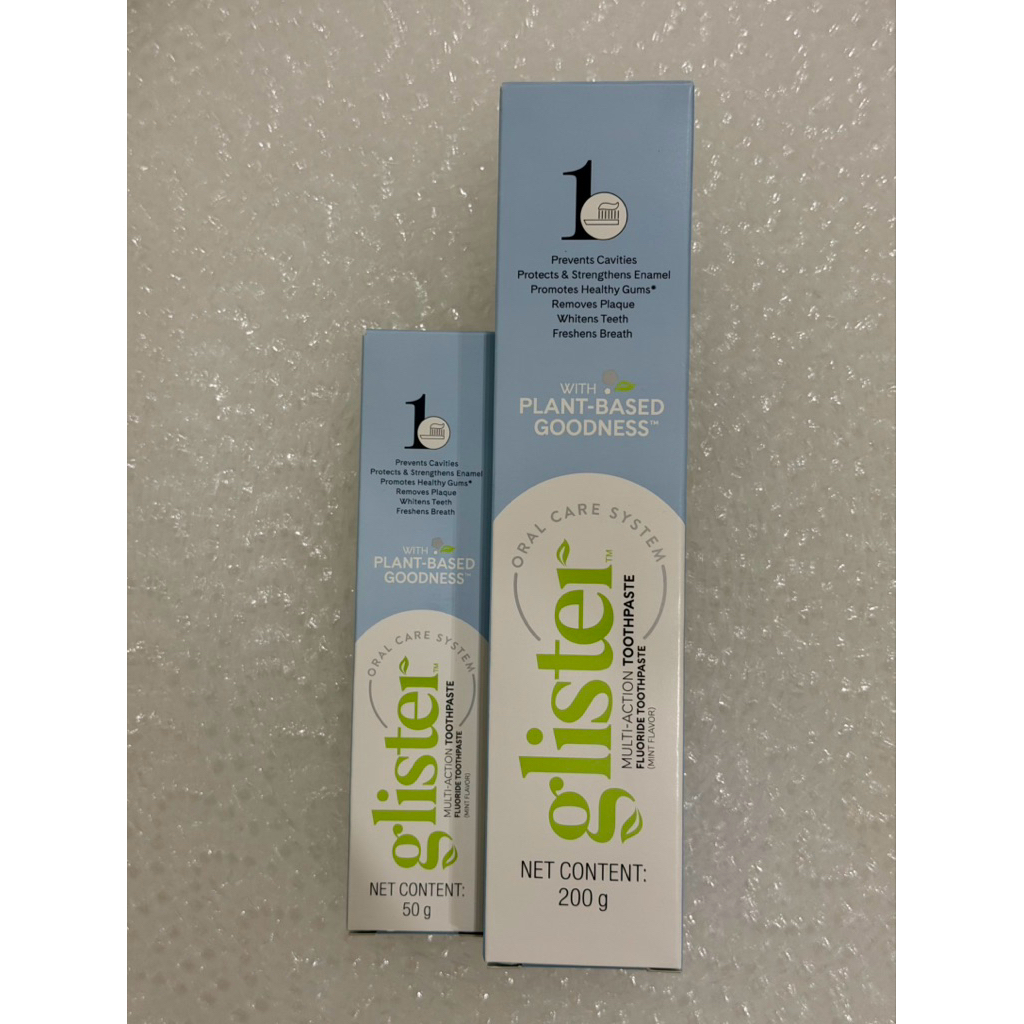 1
Prevents Cavities
Protects & Strengthens Enamel
Promotes Healthy Gums*
Removes Plaque
Whitens Teeth
Freshens Breath
WITH
PLANT-BASED
GOODNESS™
ORAL CARE SYSTEM
glister™
MULTI-ACTION TOOTHPASTE
FLUORIDE TOOTHPASTE
(MINT FLAVOR)
NET CONTENT:
50 g
1
Prevents Cavities
Protects & Strengthens Enamel
Promotes Healthy Gums*
Removes Plaque
Whitens Teeth
Freshens Breath
WITH
PLANT-BASED
GOODNESS™
ORAL CARE SYSTEM
glister™
MULTI-ACTION TOOTHPASTE
FLUORIDE TOOTHPASTE
(MINT FLAVOR)
NET CONTENT:
200 g